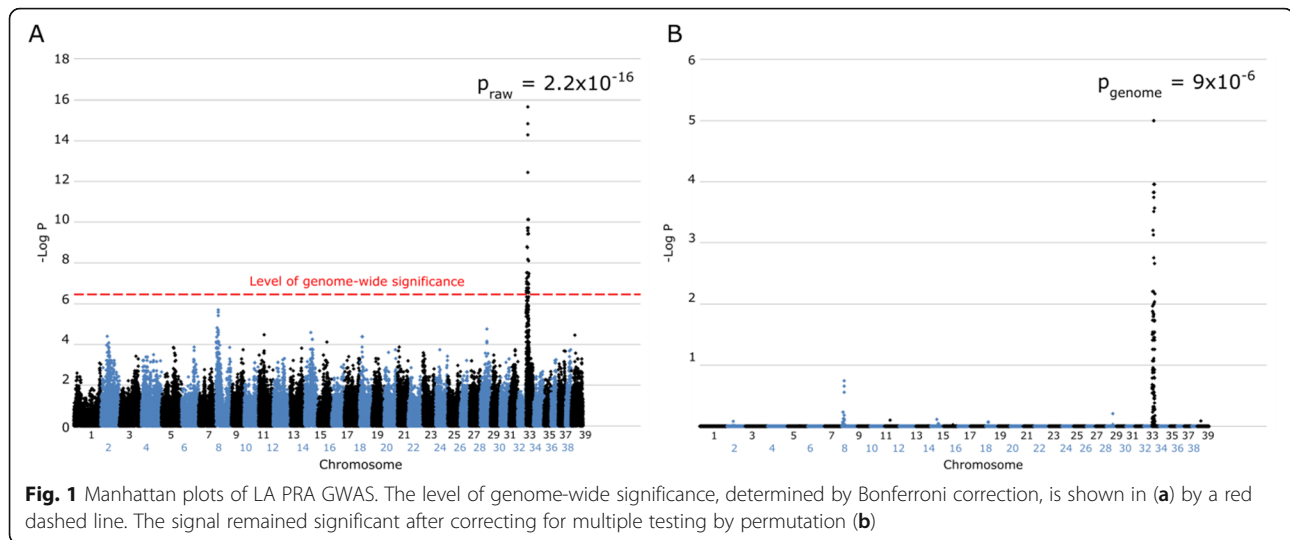 A
18
16
14
12
10
8
6
4
2
0
-Log P
p_raw = 2.2x10^-16
Level of genome-wide significance
1 3 5 7 9 11 13 15 17 19 21 23 25 27 29 31 33 35 37 39
2 4 6 8 10 12 14 16 18 20 22 24 26 28 30 32 34 36 38
Chromosome
B
6
5
4
3
2
1
-Log P
p_genome = 9x10^-6
1 3 5 7 9 11 13 15 17 19 21 23 25 27 29 31 33 35 37 39
2 4 6 8 10 12 14 16 18 20 22 24 26 28 30 32 34 36 38
Chromosome
Fig. 1 Manhattan plots of LA PRA GWAS. The level of genome-wide significance, determined by Bonferroni correction, is shown in (a) by a red
dashed line. The signal remained significant after correcting for multiple testing by permutation (b)